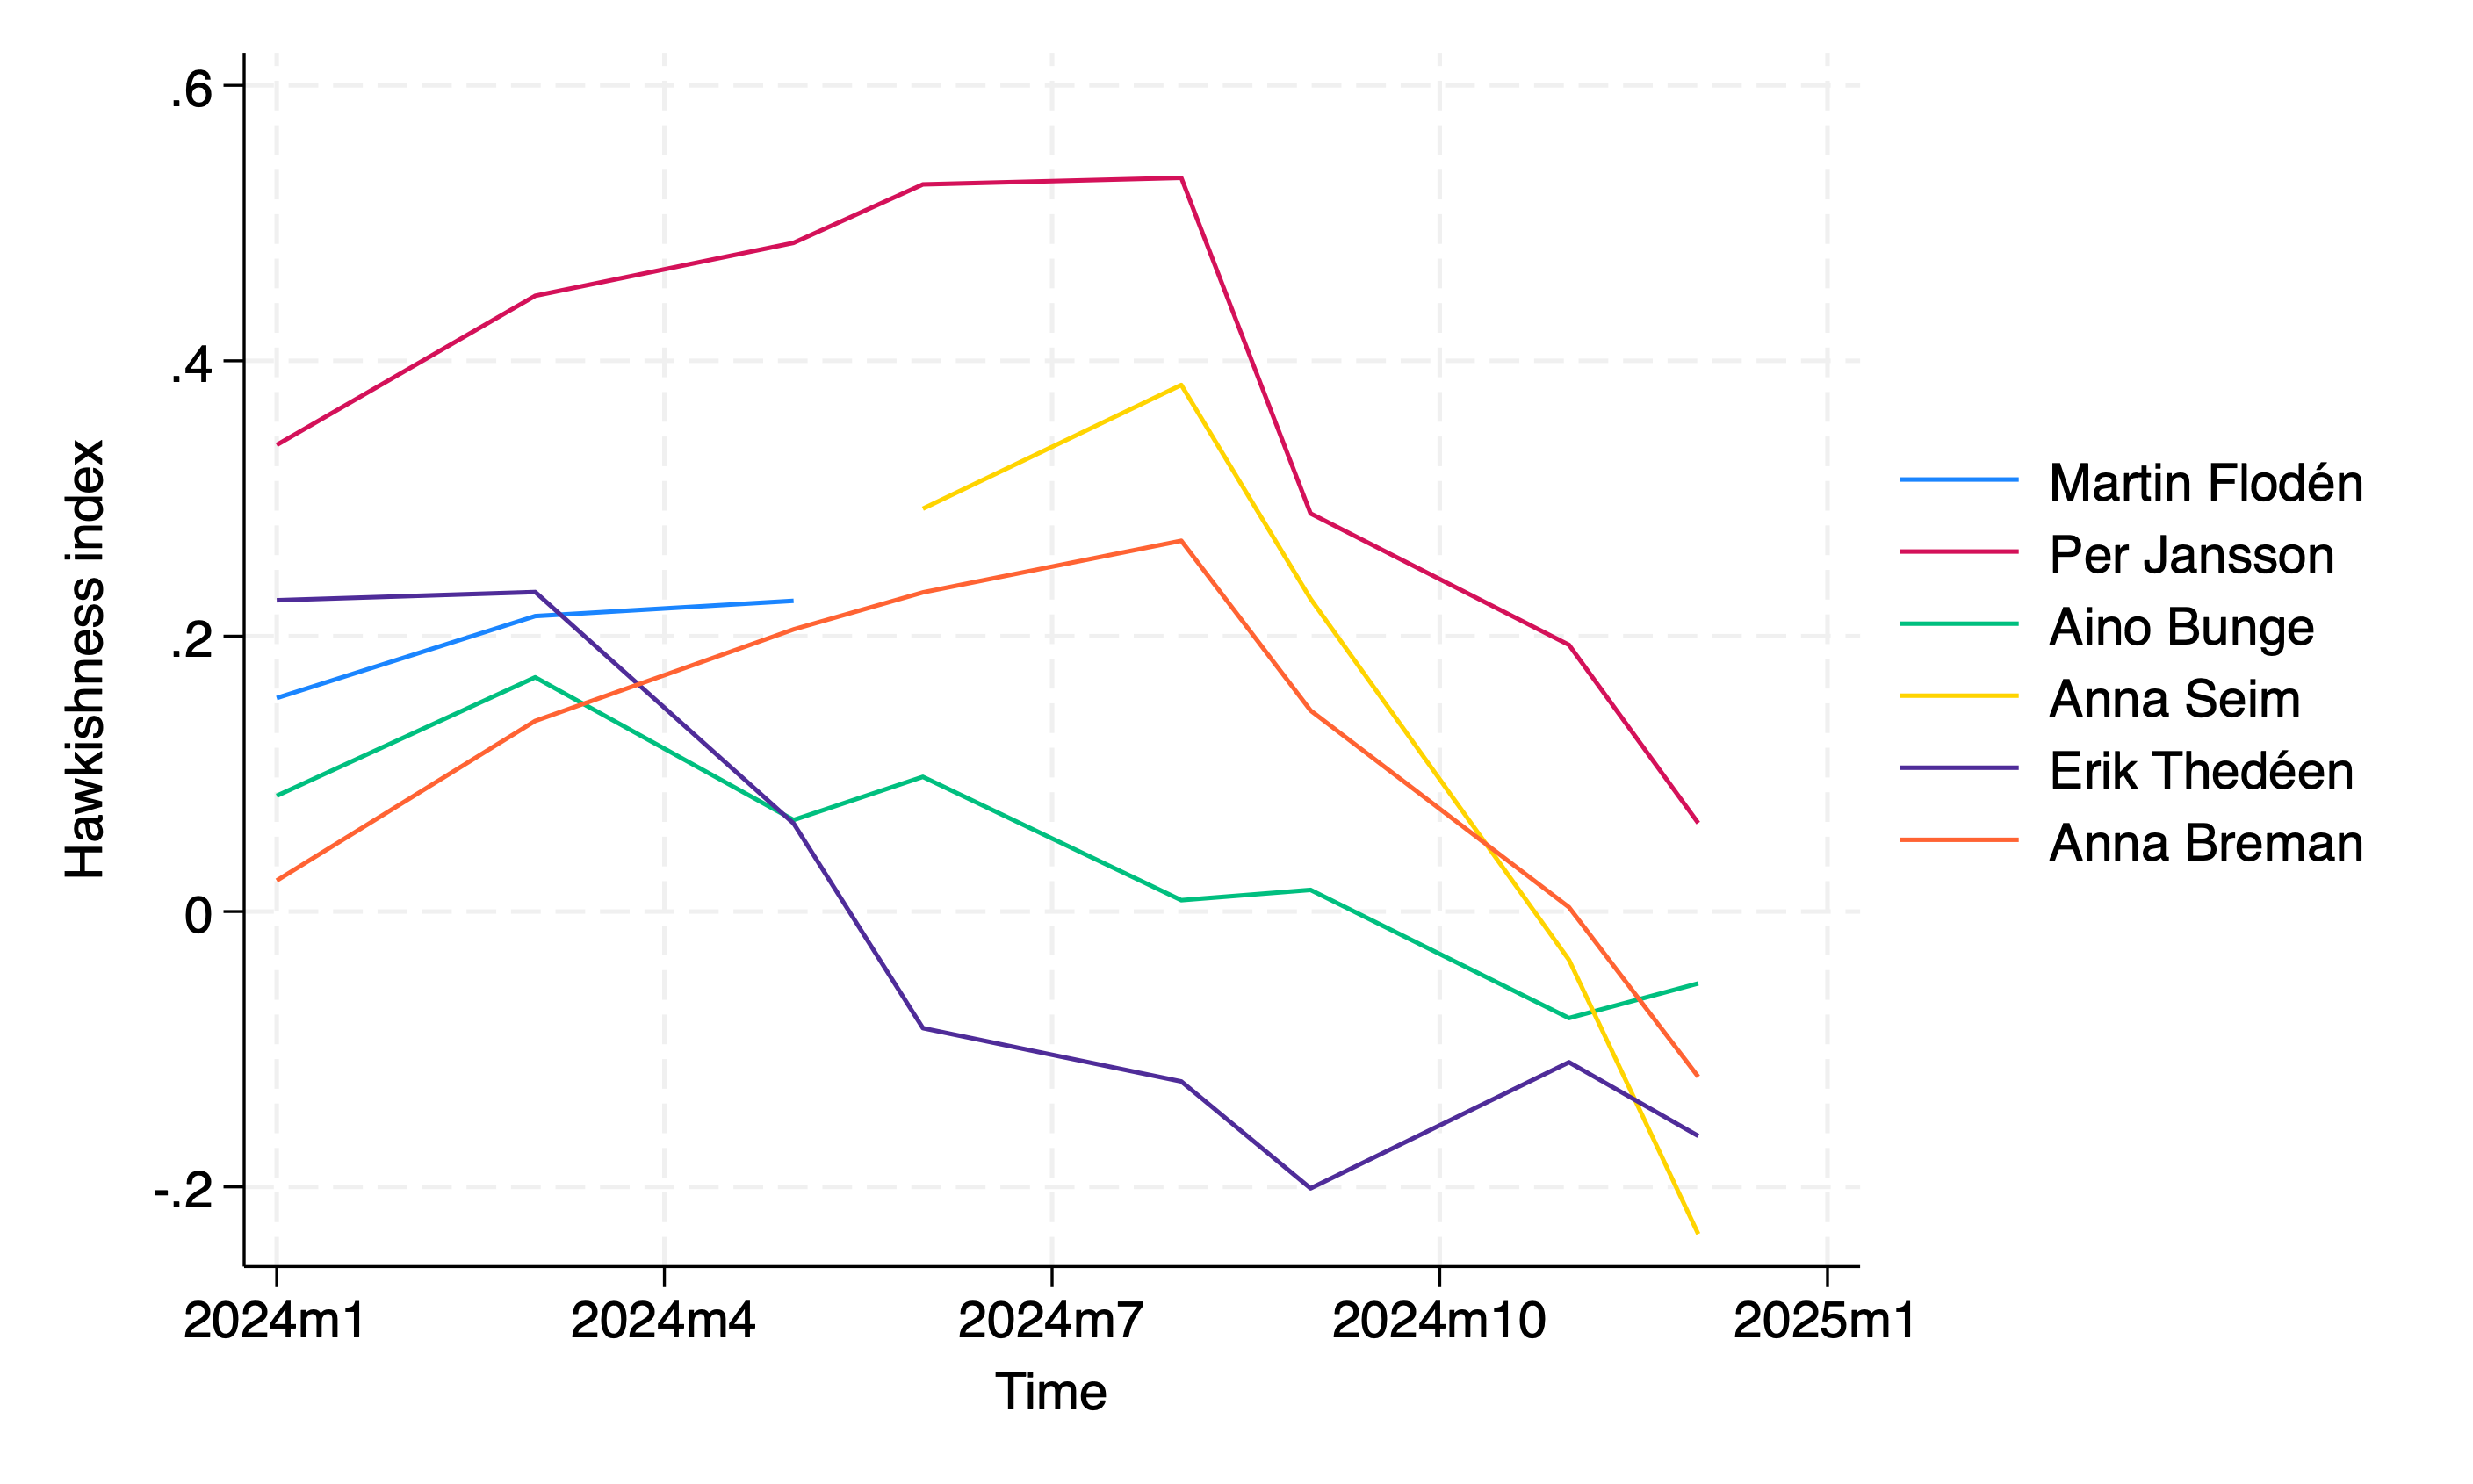 Hawkishness index
.6
.4
.2
0
-.2
2024m1
2024m4
2024m7
2024m10
2025m1
Time
Martin Flodén
Per Jansson
Aino Bunge
Anna Seim
Erik Thedéen
Anna Breman